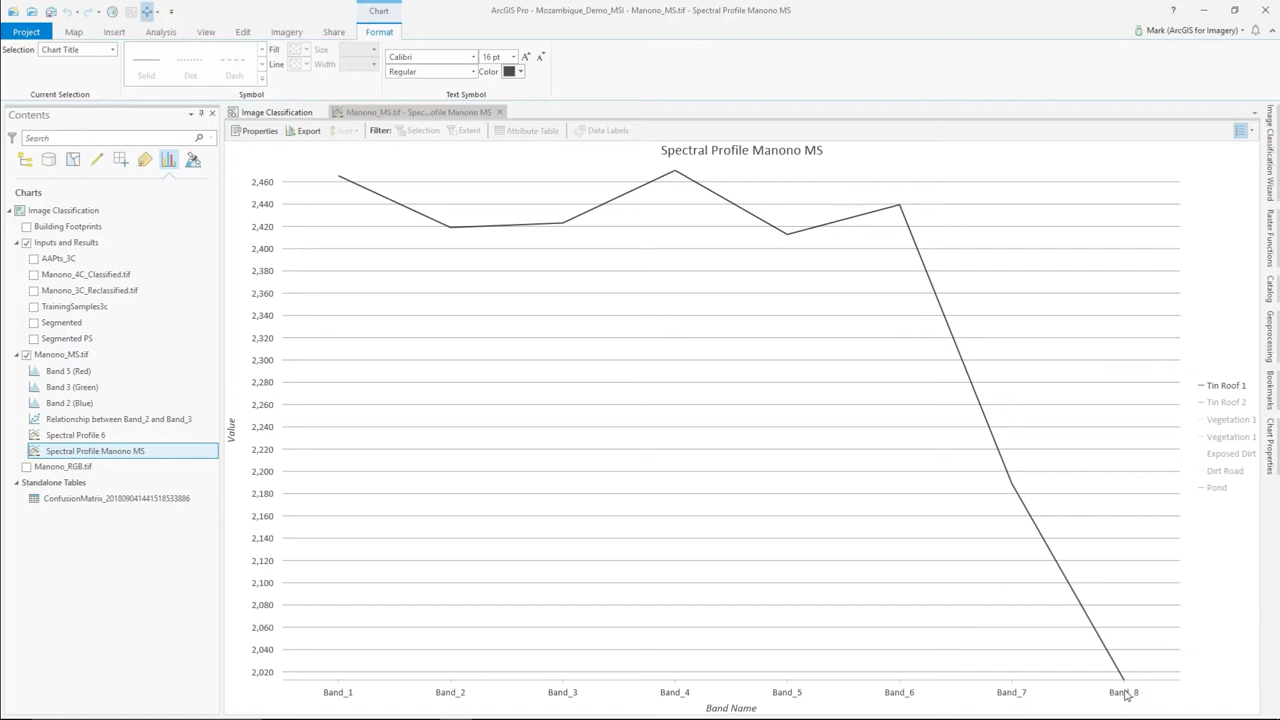 Chart
ArcGIS Pro - Mozambique_Demo_MSI - Manono_MS.tif - Spectral Profile Manono MS
Project Map Insert Analysis View Edit Imagery Share Format
Mark (ArcGIS for Imagery)
Selection Chart Title
Current Selection
Solid Dot Dash
Fill Size
Line Width
Symbol
Calibri 16 pt
Regular Color
Text Symbol
Contents
Search
Charts
Image Classification
Building Footprints
Inputs and Results
AAPts_3C
Manono_4C_Classified.tif
Manono_3C_Reclassified.tif
TrainingSamples3c
Segmented
Segmented PS
Manono_MS.tif
Band 5 (Red)
Band 3 (Green)
Band 2 (Blue)
Relationship between Band_2 and Band_3
Spectral Profile 6
Spectral Profile Manono MS
Manono_RGB.tif
Standalone Tables
ConfusionMatrix_201809041441518533886
Image Classification Manono_MS.tif - Spec...ofile Manono MS
Properties Export Sort Filter: Selection Extent Attribute Table Data Labels
Spectral Profile Manono MS
2,460
2,440
2,420
2,400
2,380
2,360
2,340
2,320
2,300
2,280
2,260
2,240
2,220
2,200
2,180
2,160
2,140
2,120
2,100
2,080
2,060
2,040
2,020
Value
Band_1 Band_2 Band_3 Band_4 Band_5 Band_6 Band_7 Band_8
Band Name
Tin Roof 1
Tin Roof 2
Vegetation 1
Vegetation 1
Exposed Dirt
Dirt Road
Pond
Image Classification Wizard
Raster Functions
Catalog
Geoprocessing
Bookmarks
Chart Properties